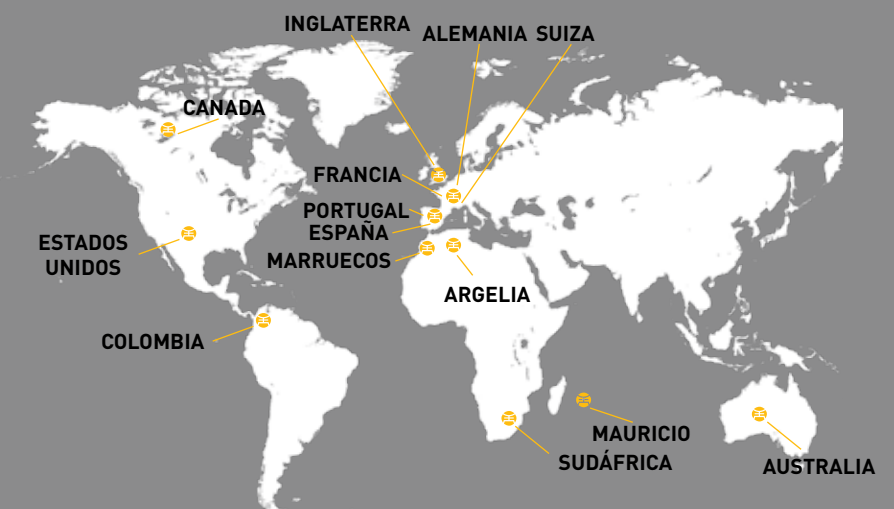 INGLATERRA
ALEMANIA SUIZA
CANADA
FRANCIA
PORTUGAL
ESPAÑA
ESTADOS
UNIDOS
MARRUECOS
ARGELIA
COLOMBIA
MAURICIO
SUDÁFRICA
AUSTRALIA